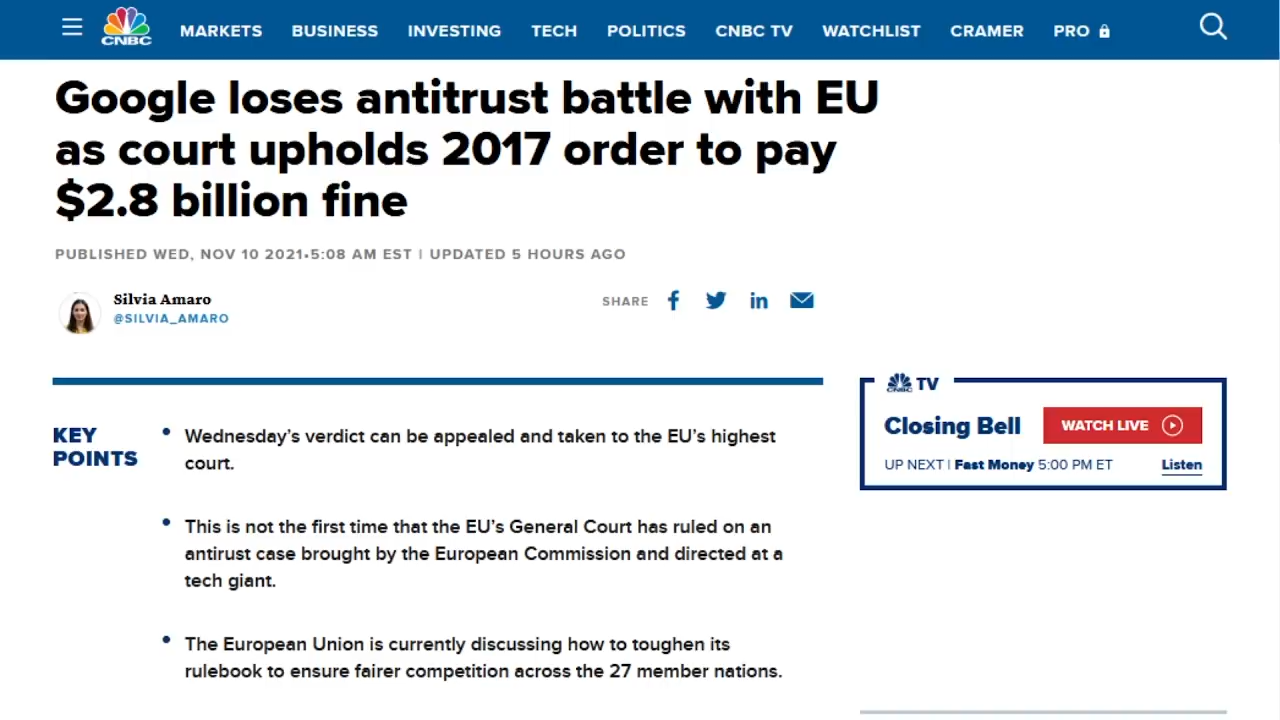 CNBC
MARKETS BUSINESS INVESTING TECH POLITICS CNBC TV WATCHLIST CRAMER PRO
Google loses antitrust battle with EU
as court upholds 2017 order to pay
$2.8 billion fine
PUBLISHED WED, NOV 10 2021•5:08 AM EST | UPDATED 5 HOURS AGO
Silvia Amaro
@SILVIA_AMARO
SHARE
KEY
POINTS
• Wednesday’s verdict can be appealed and taken to the EU’s highest
court.
• This is not the first time that the EU’s General Court has ruled on an
antirust case brought by the European Commission and directed at a
tech giant.
• The European Union is currently discussing how to toughen its
rulebook to ensure fairer competition across the 27 member nations.
CNBC TV
Closing Bell WATCH LIVE
UP NEXT | Fast Money 5:00 PM ET Listen